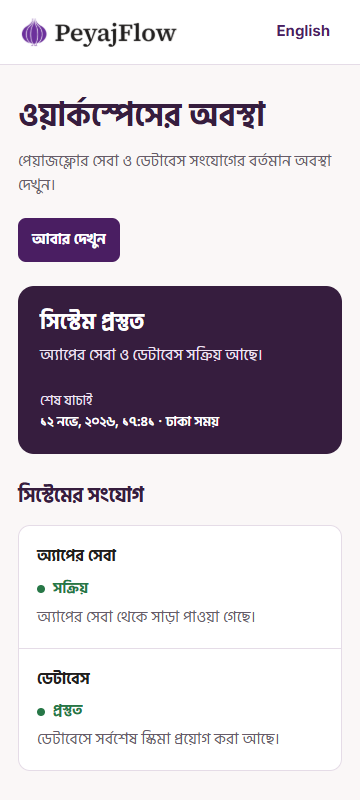 PeyajFlow
English
ওয়ার্কস্পেসের অবস্থা
পেয়াজফ্লোর সেবা ও ডেটাবেস সংযোগের বর্তমান অবস্থা
দেখুন।
আবার দেখুন
সিস্টেম প্রস্তুত
অ্যাপের সেবা ও ডেটাবেস সক্রিয় আছে।
শেষ যাচাই
১২ নভে, ২০২৬, ১৭:৪১ · ঢাকা সময়
সিস্টেমের সংযোগ
অ্যাপের সেবা
সক্রিয়
অ্যাপের সেবা থেকে সাড়া পাওয়া গেছে।
ডেটাবেস
প্রস্তুত
ডেটাবেসে সর্বশেষ স্কিমা প্রয়োগ করা আছে।